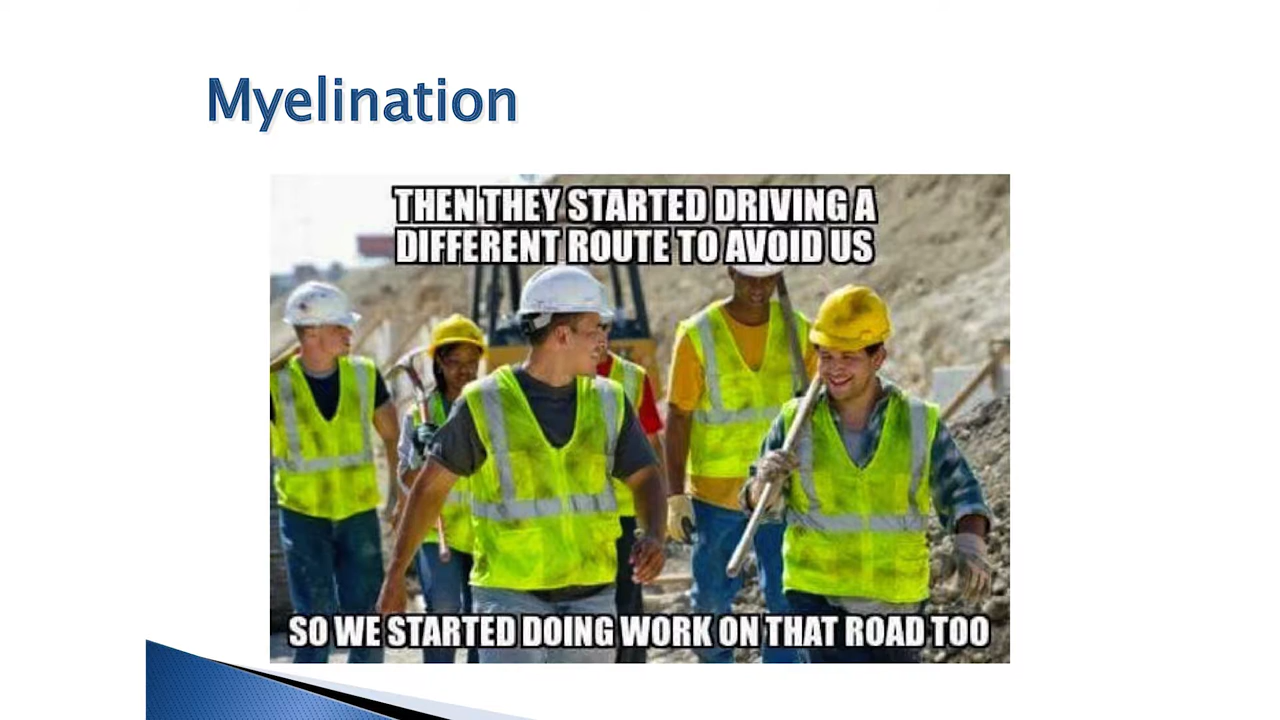 Myelination
THEN THEY STARTED DRIVING A
DIFFERENT ROUTE TO AVOID US
SO WE STARTED DOING WORK ON THAT ROAD TOO